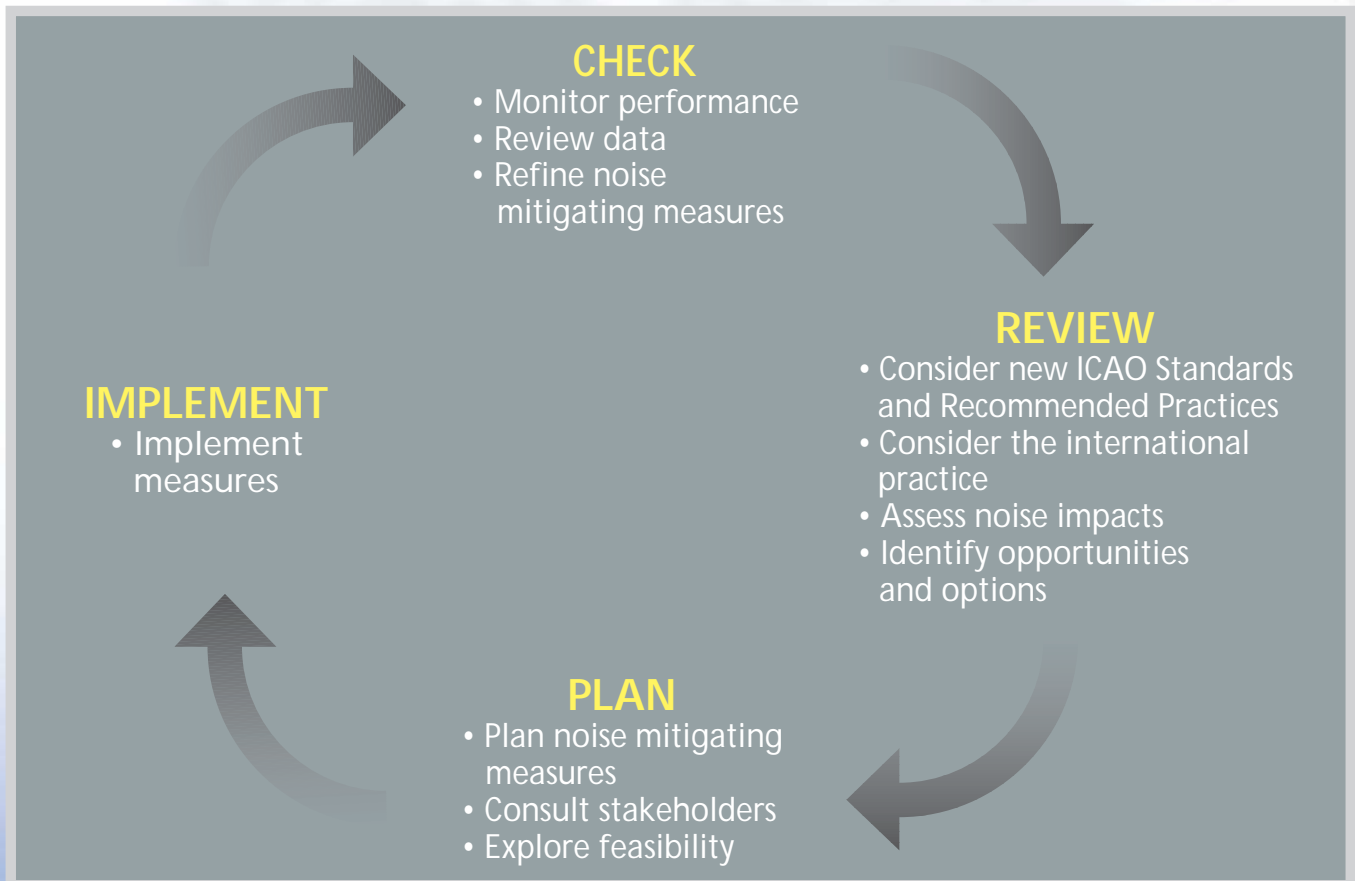 CHECK
• Monitor performance
• Review data
• Refine noise
mitigating measures
REVIEW
• Consider new ICAO Standards
and Recommended Practices
• Consider the international
practice
• Assess noise impacts
• Identify opportunities
and options
PLAN
• Plan noise mitigating
measures
• Consult stakeholders
• Explore feasibility
IMPLEMENT
• Implement
measures